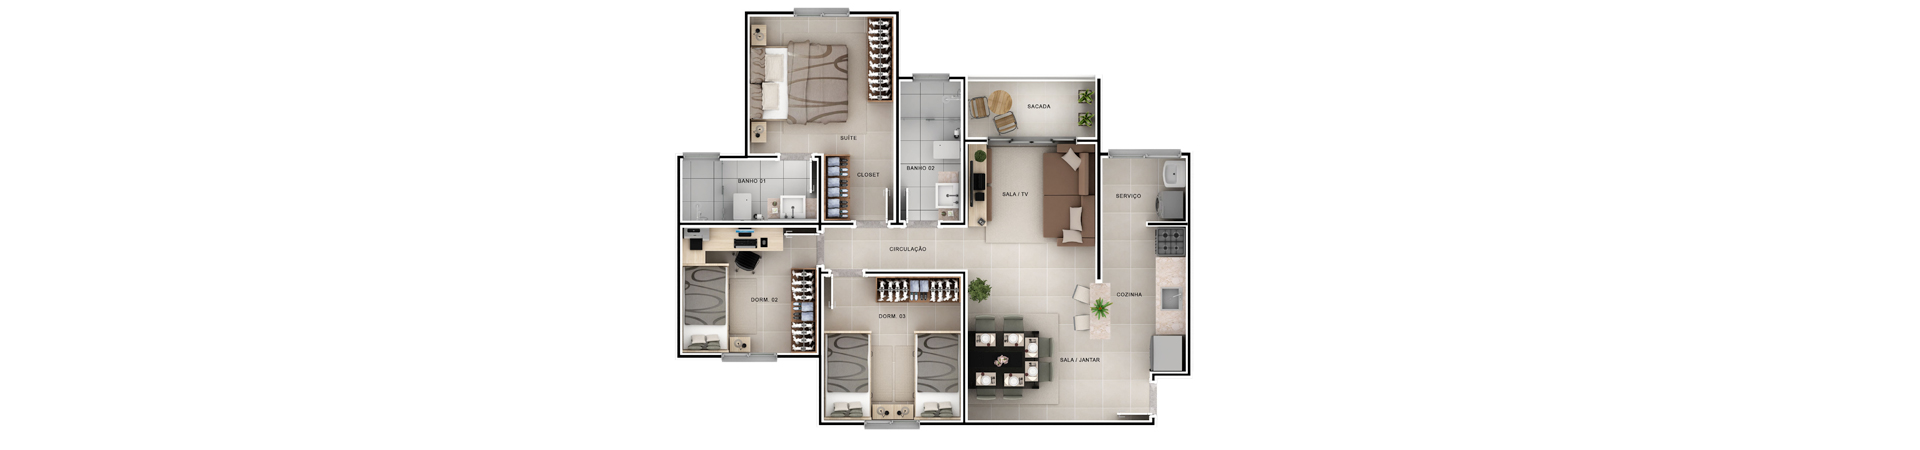 SACADA
SUÍTE
BANHO 02
CLOSET
BANHO 01
SALA / TV
SERVIÇO
CIRCULAÇÃO
COZINHA
DORM. 02
DORM. 03
SALA / JANTAR